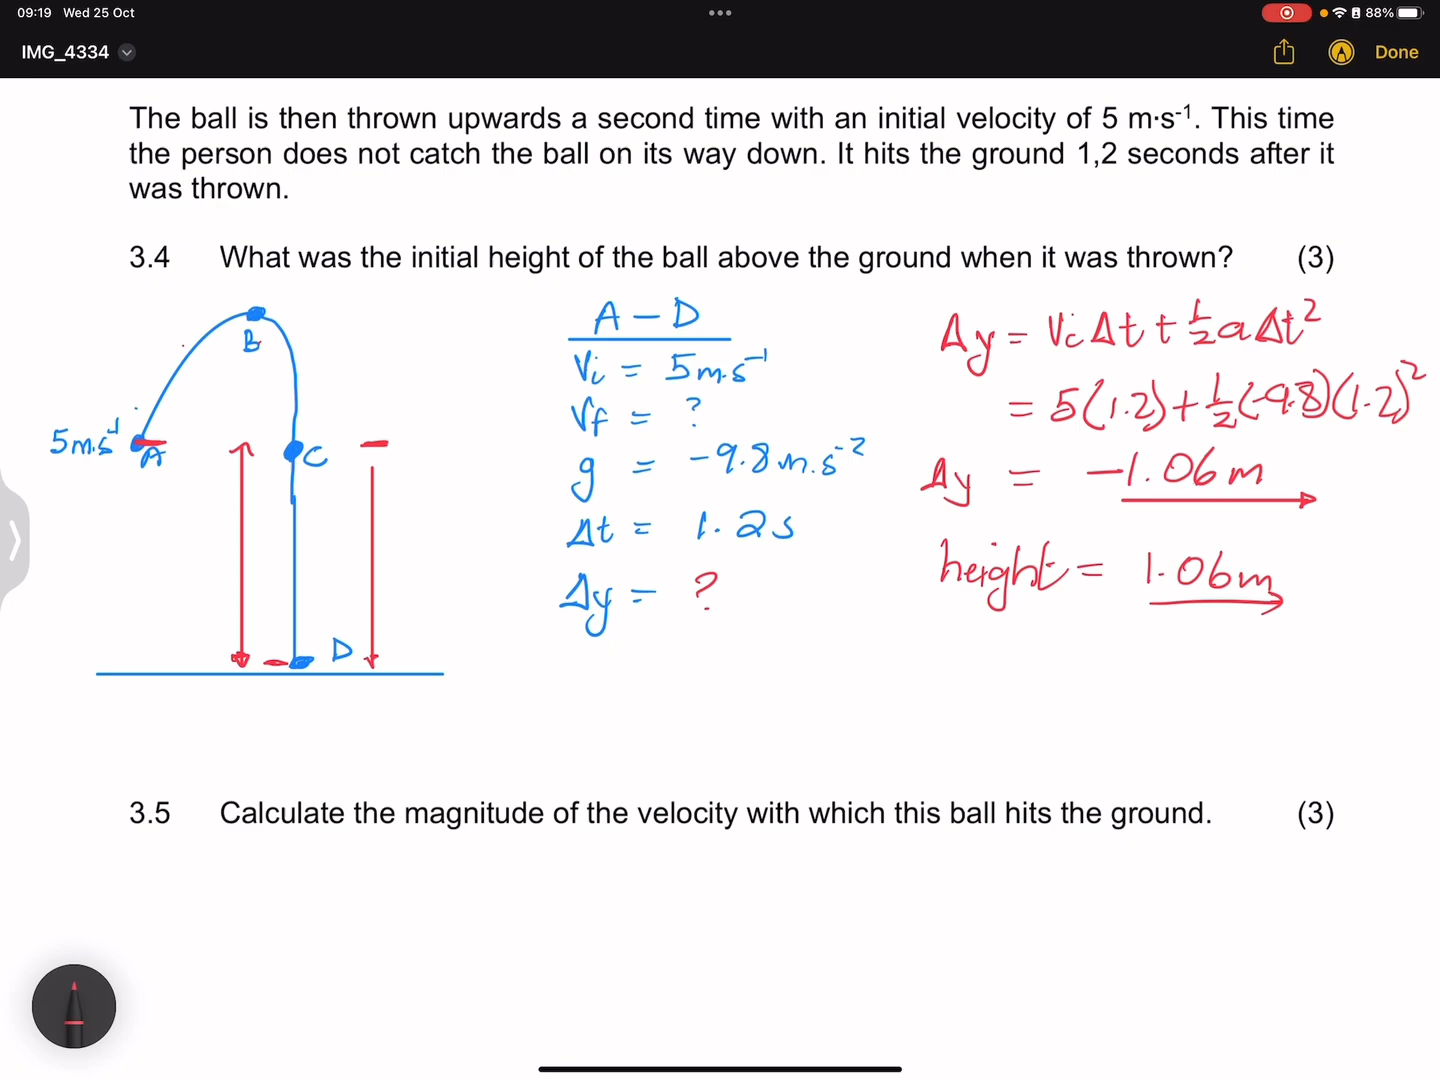 09:19 Wed 25 Oct
88%
IMG_4334
Done
The ball is then thrown upwards a second time with an initial velocity of 5 m·s⁻¹. This time
the person does not catch the ball on its way down. It hits the ground 1,2 seconds after it
was thrown.
3.4 What was the initial height of the ball above the ground when it was thrown? (3)
B
5m.s⁻¹
A
C
D
A – D
Vi = 5m.s⁻¹
Vf = ?
g = -9.8m.s⁻²
Δt = 1.2s
Δy = ?
Δy = ViΔt + ½aΔt²
= 5(1.2)+½(-9.8)(1.2)²
Δy = -1.06m
height = 1.06m
3.5 Calculate the magnitude of the velocity with which this ball hits the ground. (3)